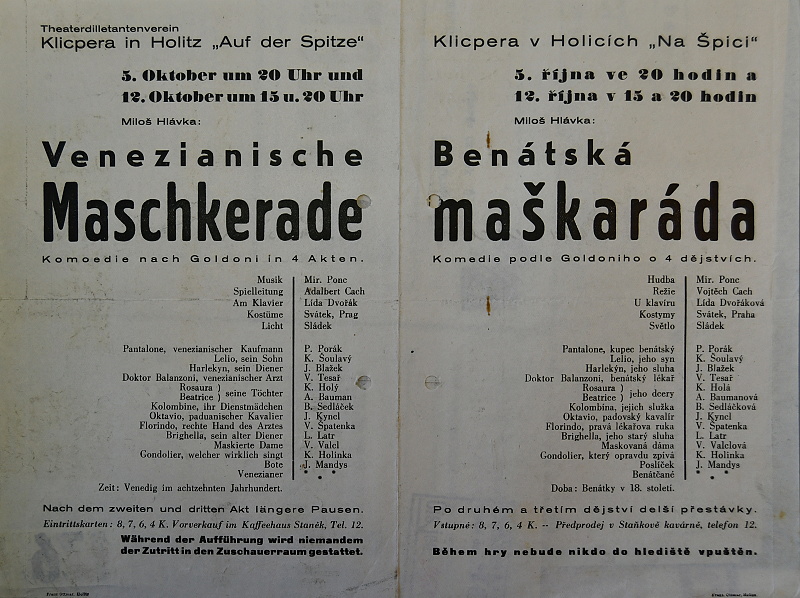 Theaterdilletantenverein
Klicpera in Holitz „Auf der Spitze“
5. Oktober um 20 Uhr und
12. Oktober um 15 u. 20 Uhr
Miloš Hlávka:
Venezianische
Maschkerade
Komoedie nach Goldoni in 4 Akten.
Musik Mir. Ponc
Spielleitung Adalbert Cach
Am Klavier Lída Dvořák
Kostüme Svátek, Prag
Licht Sládek
Pantalone, venezianischer Kaufmann P. Porák
Lelio, sein Sohn K. Šoulavý
Harlekyn, sein Diener J. Blažek
Doktor Balanzoni, venezianischer Arzt V. Tesař
Rosaura ) K. Holý
Beatrice ) seine Töchter A. Bauman
Kolombine, ihr Dienstmädchen B. Sedláček
Oktavio, paduanischer Kavalier J. Kyncl
Florindo, rechte Hand des Arztes V. Špatenka
Brighella, sein alter Diener L. Latr
Maskierte Dame V. Valcl
Gondolier, welcher wirklich singt K. Holinka
Bote J. Mandys
Venezianer * * *
Zeit: Venedig im achtzehnten Jahrhundert.
Nach dem zweiten und dritten Akt längere Pausen.
Eintrittskarten: 8, 7, 6, 4 K. Vorverkauf im Kaffeehaus Staněk, Tel. 12.
Während der Aufführung wird niemandem
der Zutritt in den Zuschauerraum gestattet.
Klicpera v Holicích „Na Špici“
5. října ve 20 hodin a
12. října v 15 a 20 hodin
Miloš Hlávka:
Benátská
maškaráda
Komedie podle Goldoniho o 4 dějstvích.
Hudba Mir. Ponc
Režie Vojtěch Cach
U klavíru Lída Dvořáková
Kostymy Svátek, Praha
Světlo Sládek
Pantalone, kupec benátský P. Porák
Lelio, jeho syn K. Šoulavý
Harlekýn, jeho sluha J. Blažek
Doktor Balanzoni, benátský lékař V. Tesař
Rosaura ) K. Holá
Beatrice ) jeho dcery A. Baumanová
Kolombina, jejich služka B. Sedláčková
Oktavio, padovský kavalír J. Kyncl
Florindo, pravá lékařova ruka V. Špatenka
Brighella, jeho starý sluha L. Latr
Maskovaná dáma V. Valclová
Gondolier, který opravdu zpívá K. Holinka
Poslíček J. Mandys
Benátčané * * *
Doba: Benátky v 18. století.
Po druhém a třetím dějství delší přestávky.
Vstupné: 8, 7, 6, 4 K. -- Předprodej v Staňkově kavárně, telefon 12.
Během hry nebude nikdo do hlediště vpuštěn.